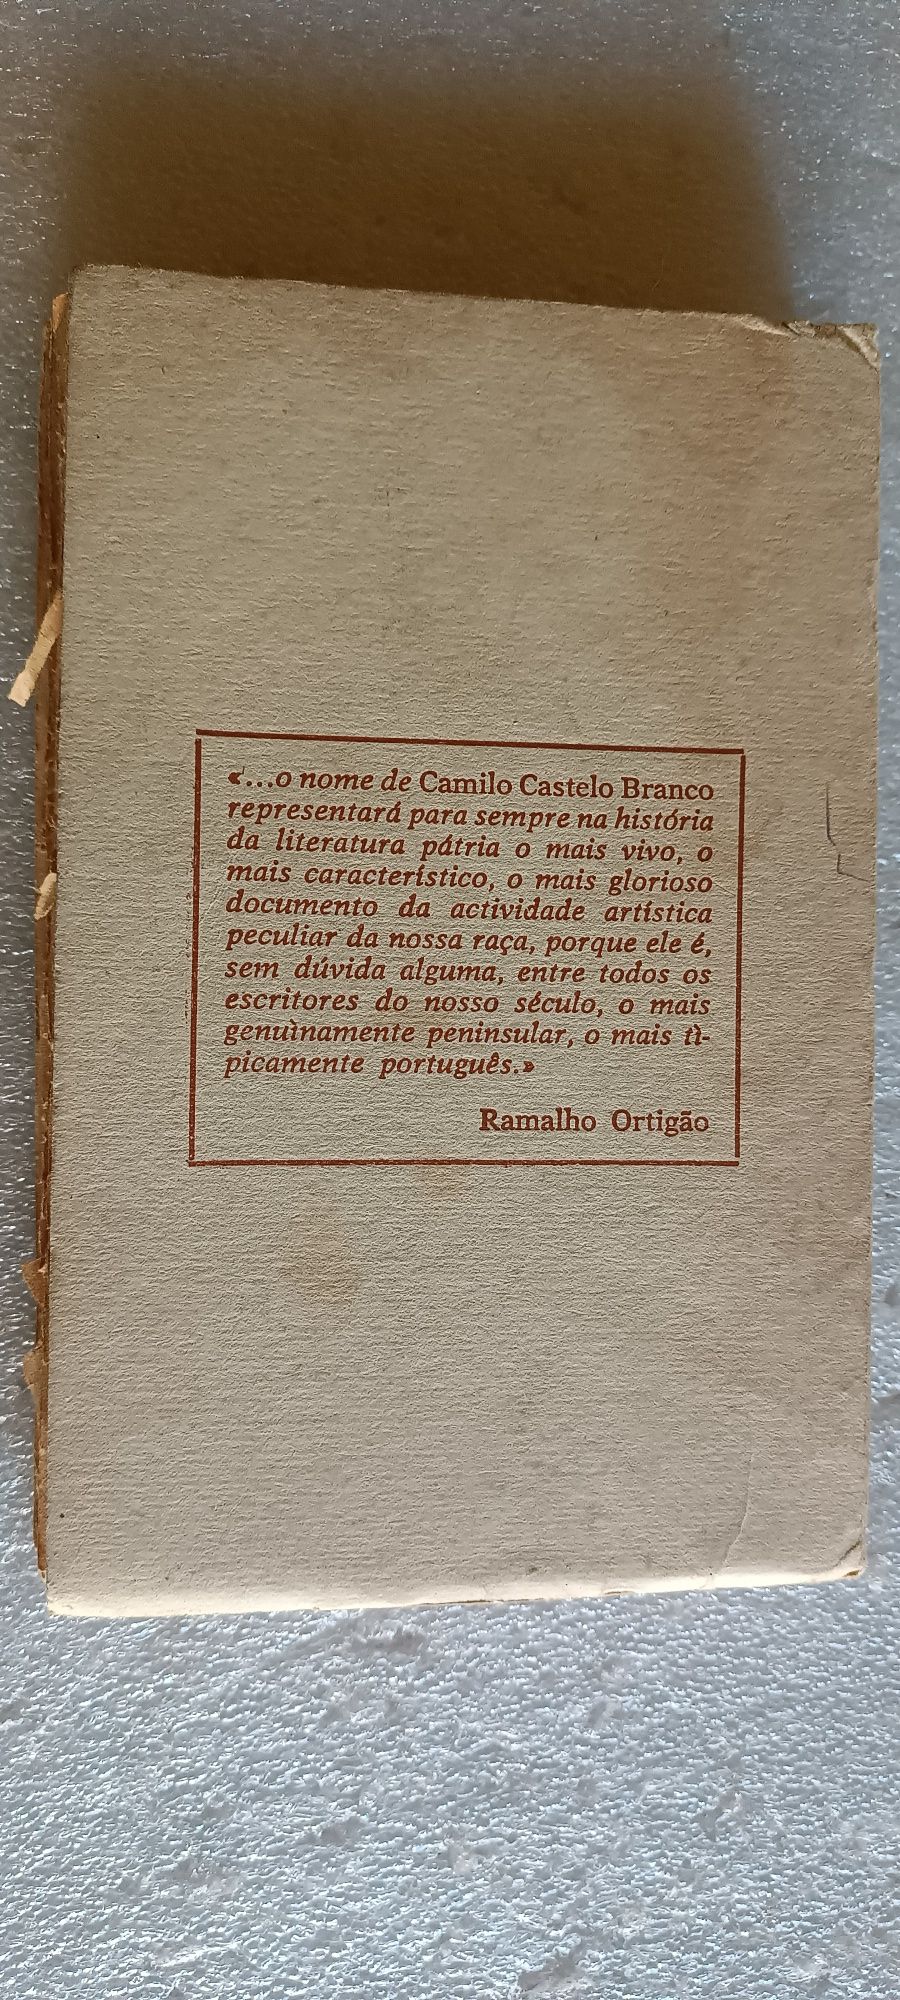 «...o nome de Camilo Castelo Branco
representará para sempre na história
da literatura pátria o mais vivo, o
mais característico, o mais glorioso
documento da actividade artística
peculiar da nossa raça, porque ele é,
sem dúvida alguma, entre todos os
escritores do nosso século, o mais
genuìnamente peninsular, o mais tì-
picamente português.»
Ramalho Ortigão